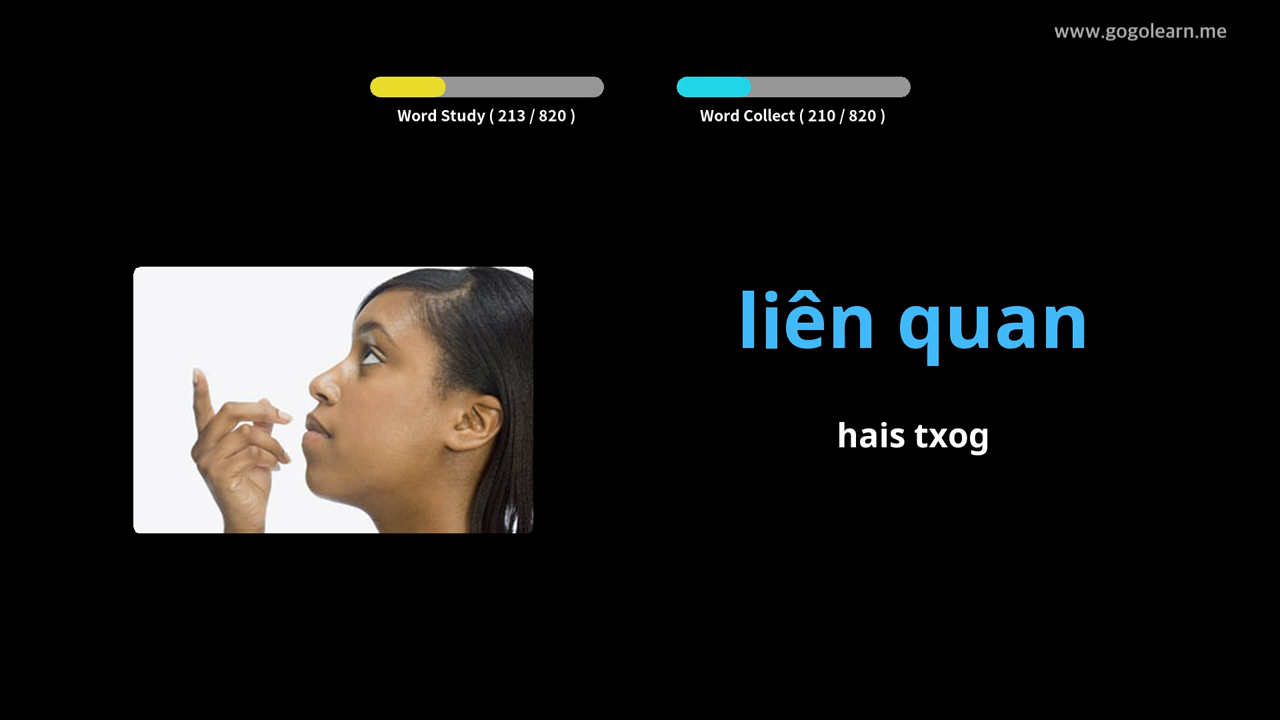 www.gogolearn.me
Word Study ( 213 / 820 )
Word Collect ( 210 / 820 )
liên quan
hais txog